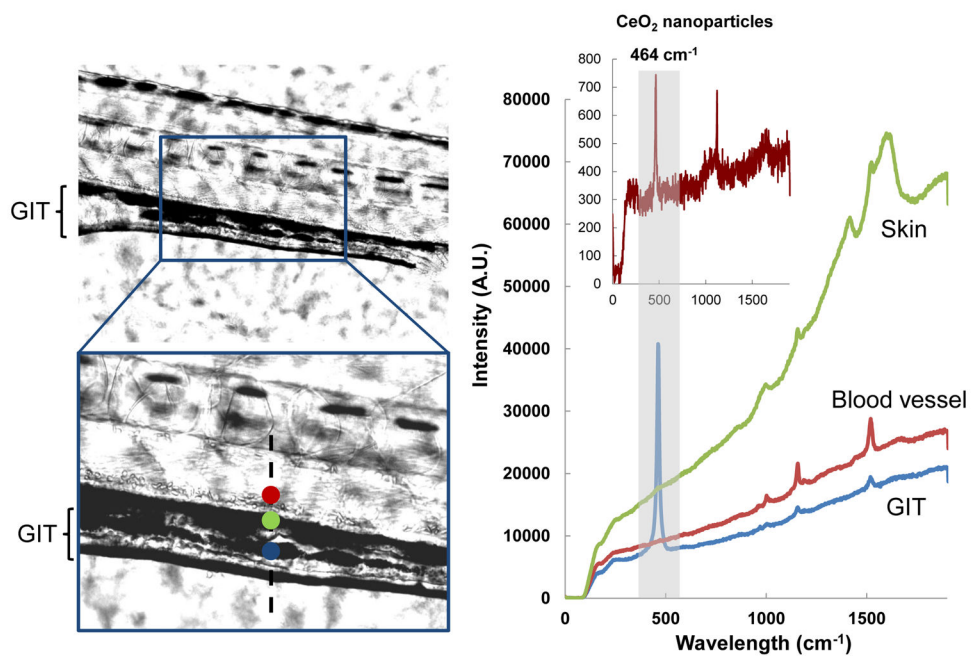 CeO₂ nanoparticles
464 cm⁻¹
800
700
600
500
400
300
200
100
0
0 500 1000 1500
80000
70000
60000
50000
40000
30000
20000
10000
0
Intensity (A.U.)
Skin
Blood vessel
GIT
0 500 1000 1500
Wavelength (cm⁻¹)
GIT
GIT